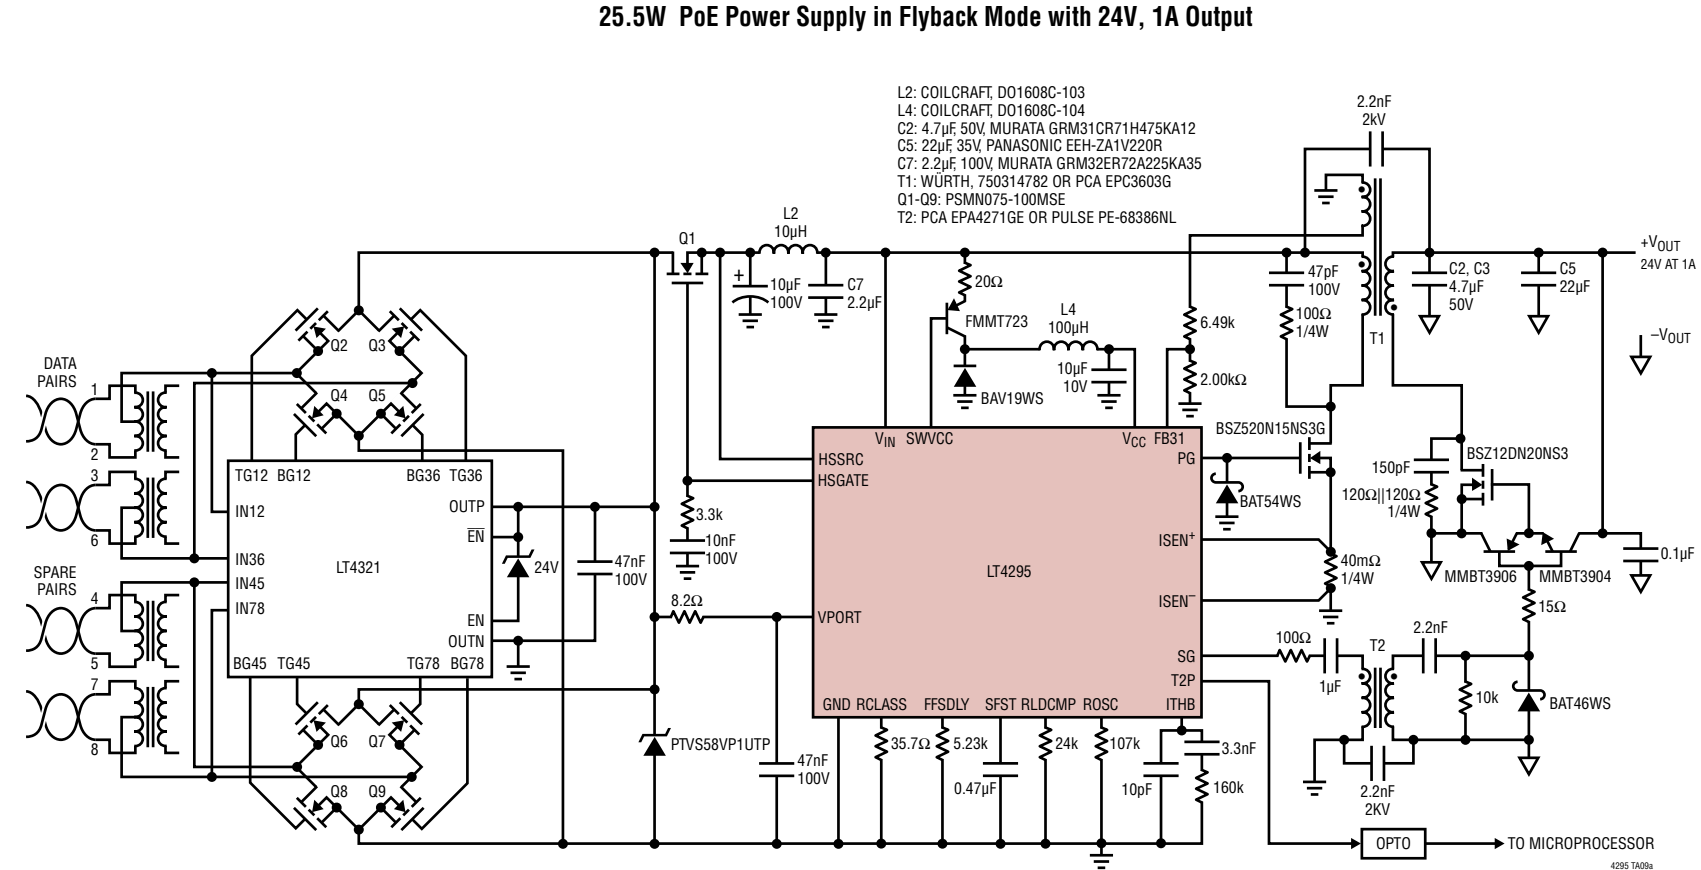 25.5W PoE Power Supply in Flyback Mode with 24V, 1A Output
L2: COILCRAFT, DO1608C-103
L4: COILCRAFT, DO1608C-104
C2: 4.7µF, 50V, MURATA GRM31CR71H475KA12
C5: 22µF, 35V, PANASONIC EEH-ZA1V220R
C7: 2.2µF, 100V, MURATA GRM32ER72A225KA35
T1: WÜRTH, 750314782 OR PCA EPC3603G
Q1-Q9: PSMN075-100MSE
T2: PCA EPA4271GE OR PULSE PE-68386NL
2.2nF
2kV
L2
10µH
Q1
+
10µF
100V
C7
2.2µF
20Ω
FMMT723
L4
100µH
10µF
10V
BAV19WS
6.49k
2.00kΩ
47pF
100V
100Ω
1/4W
T1
C2, C3
4.7µF
50V
C5
22µF
+VOUT
24V AT 1A
–VOUT
DATA
PAIRS
1
2
3
6
SPARE
PAIRS
4
5
7
8
Q2
Q3
Q4
Q5
TG12
BG12
BG36
TG36
IN12
IN36
IN45
IN78
LT4321
OUTP
EN
EN
OUTN
BG45
TG45
TG78
BG78
24V
47nF
100V
Q6
Q7
Q8
Q9
3.3k
10nF
100V
8.2Ω
PTVS58VP1UTP
47nF
100V
VIN
SWVCC
VCC
FB31
HSSRC
HSGATE
VPORT
LT4295
PG
ISEN+
ISEN–
SG
T2P
GND
RCLASS
FFSDLY
SFST
RLDCMP
ROSC
ITHB
35.7Ω
5.23k
0.47µF
24k
107k
10pF
3.3nF
160k
BSZ520N15NS3G
BAT54WS
40mΩ
1/4W
150pF
120Ω||120Ω
1/4W
BSZ12DN20NS3
MMBT3906
MMBT3904
0.1µF
15Ω
100Ω
1µF
T2
2.2nF
10k
BAT46WS
2.2nF
2KV
OPTO
TO MICROPROCESSOR
4295 TA09a